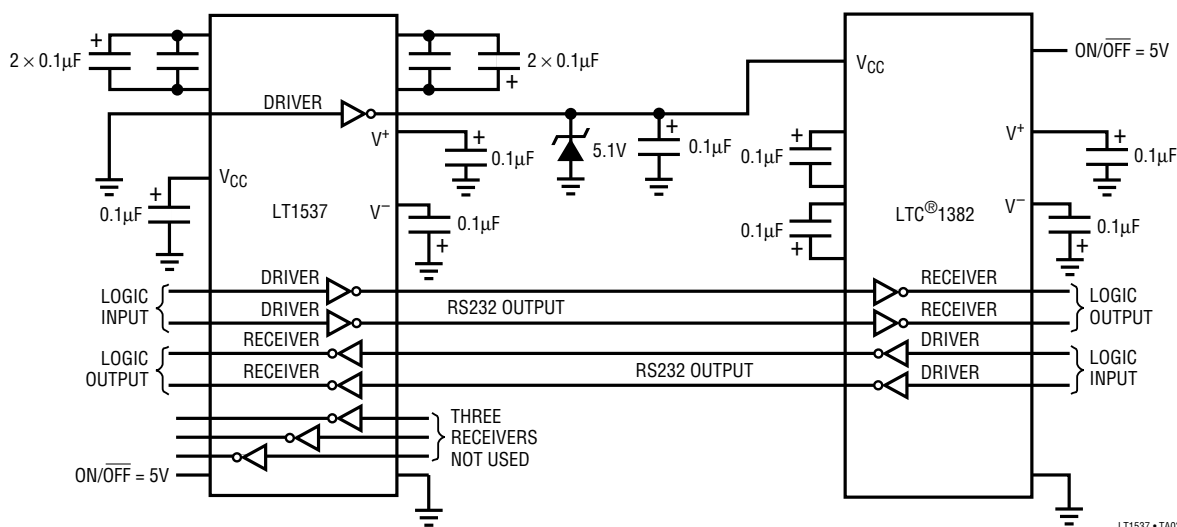 2 × 0.1µF
+
+
2 × 0.1µF
DRIVER
V+
+
0.1µF
VCC
+
0.1µF
LT1537
V−
0.1µF
+
5.1V
+
0.1µF
VCC
ON/OFF = 5V
+
0.1µF
0.1µF
+
V+
+
0.1µF
LTC®1382
V−
0.1µF
+
LOGIC
INPUT
DRIVER
DRIVER
RS232 OUTPUT
RECEIVER
RECEIVER
LOGIC
OUTPUT
LOGIC
OUTPUT
RECEIVER
RECEIVER
RS232 OUTPUT
DRIVER
DRIVER
LOGIC
INPUT
THREE
RECEIVERS
NOT USED
ON/OFF = 5V